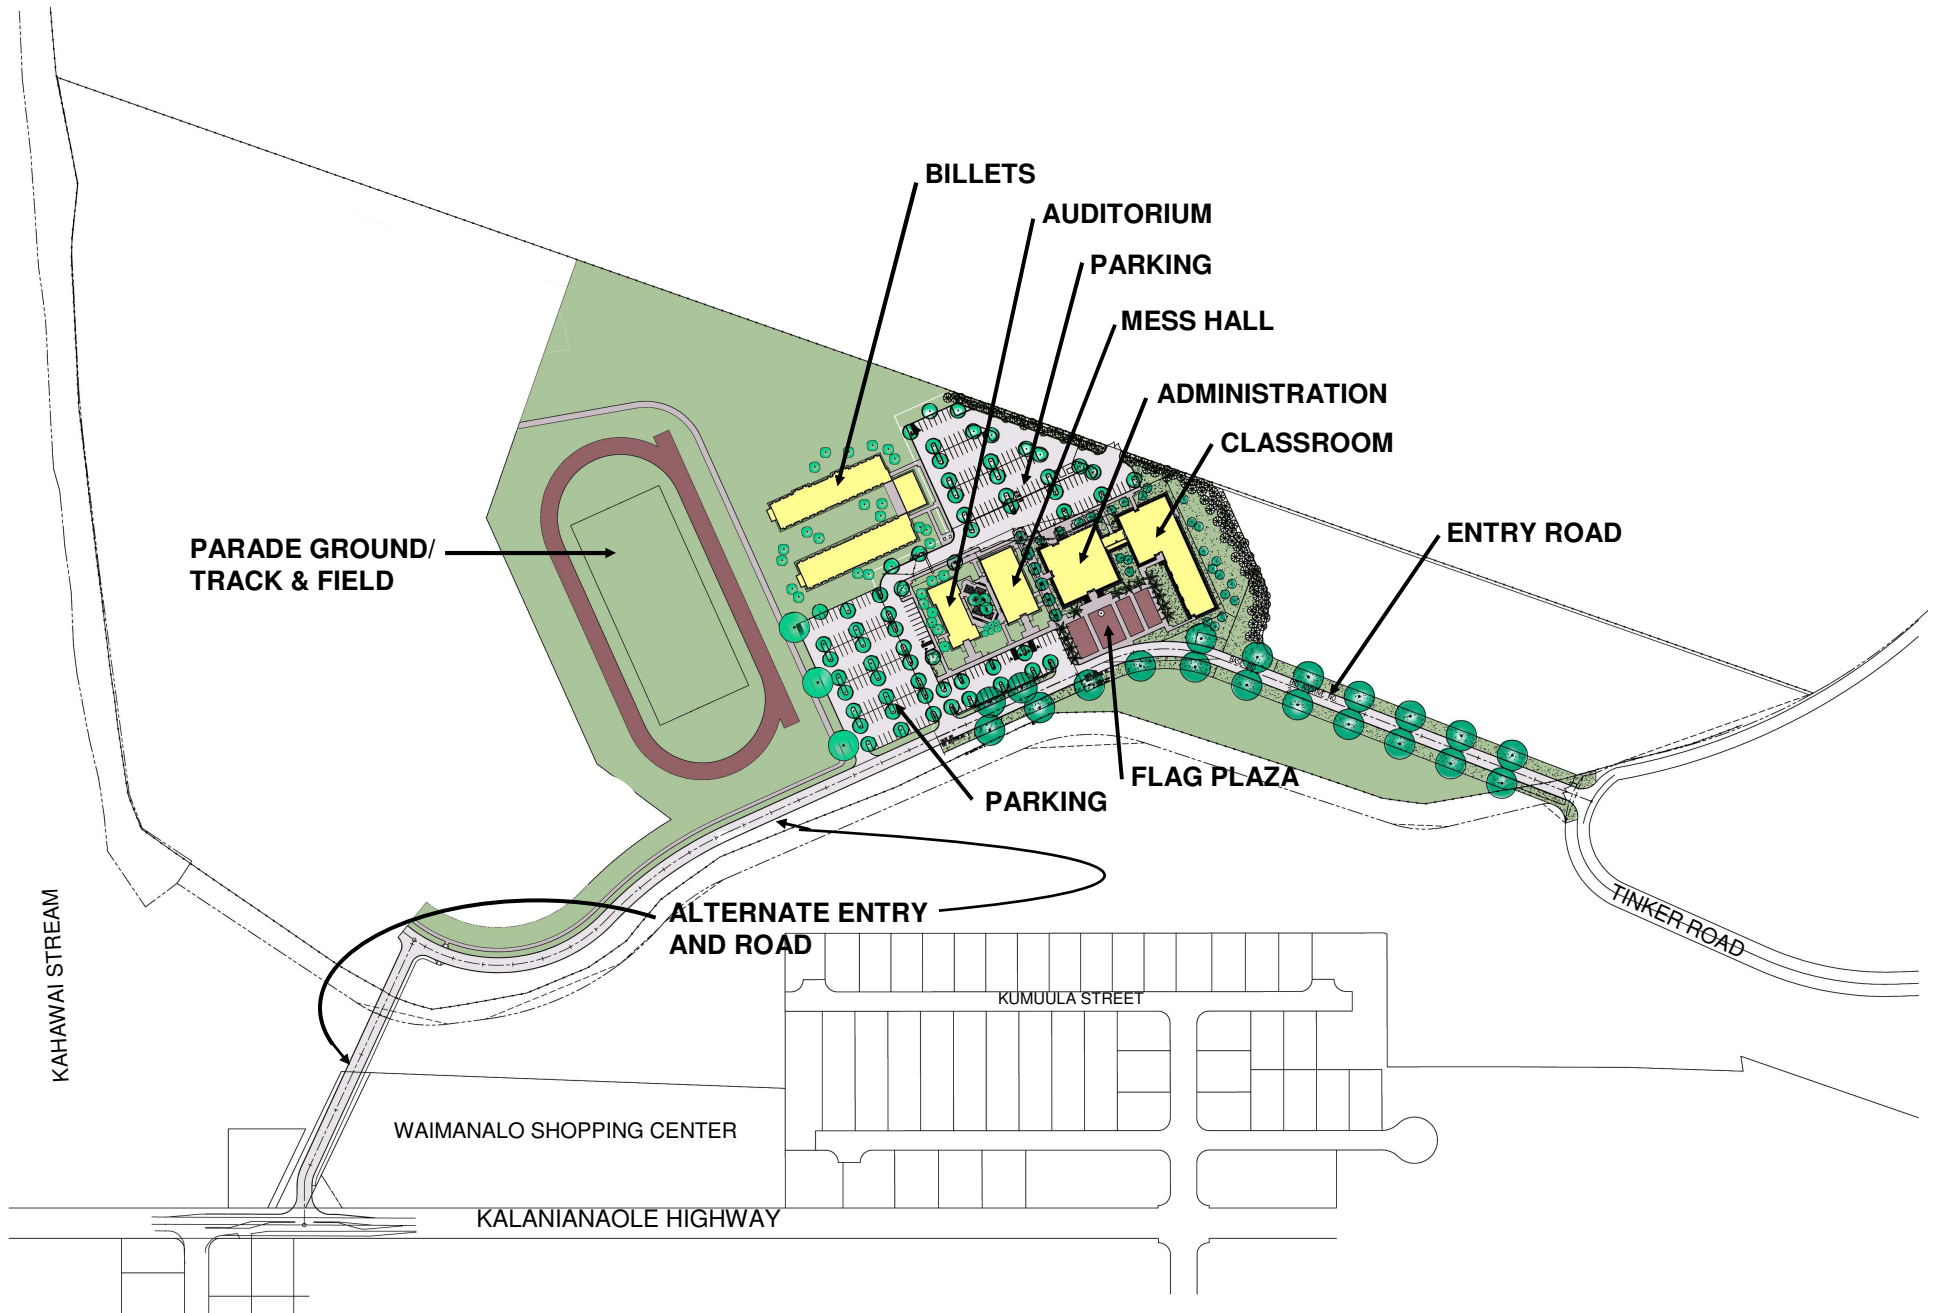 BILLETS
AUDITORIUM
PARKING
MESS HALL
ADMINISTRATION
CLASSROOM
ENTRY ROAD
PARADE GROUND/
TRACK & FIELD
FLAG PLAZA
PARKING
ALTERNATE ENTRY
AND ROAD
TINKER ROAD
KAHAWAI STREAM
KUMUULA STREET
WAIMANALO SHOPPING CENTER
KALANIANAOLE HIGHWAY